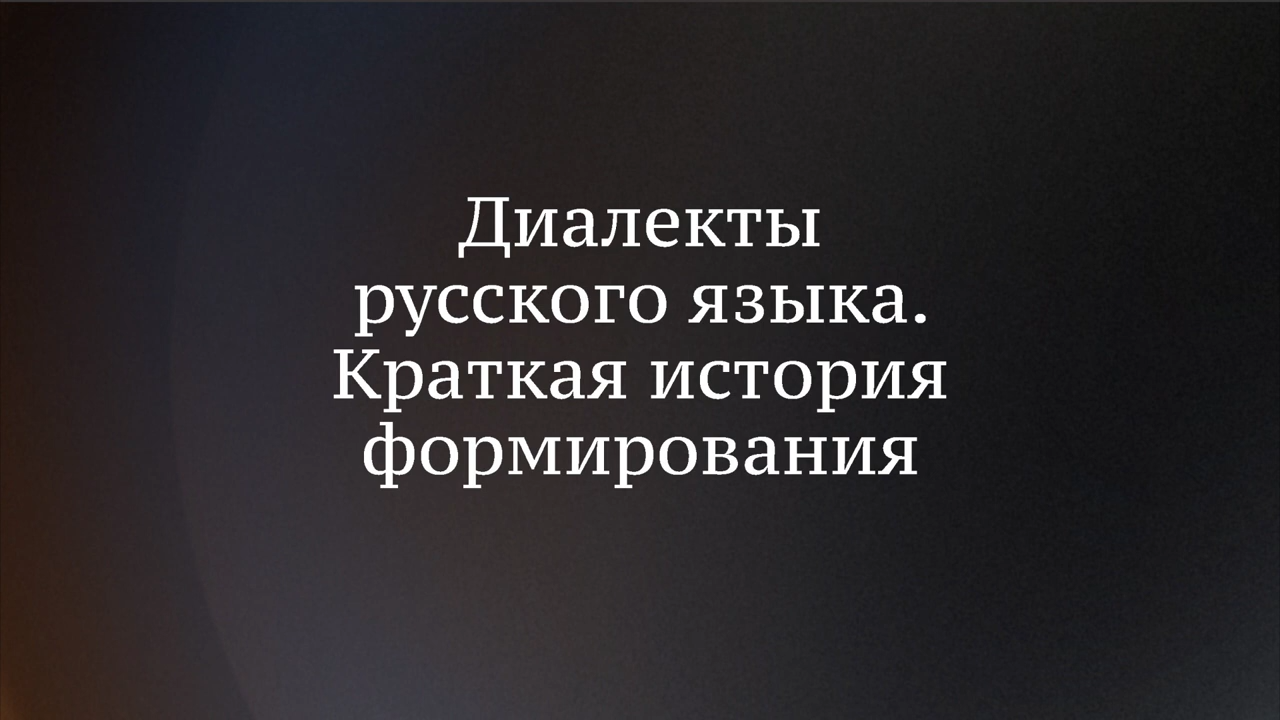 Диалекты
русского языка.
Краткая история
формирования